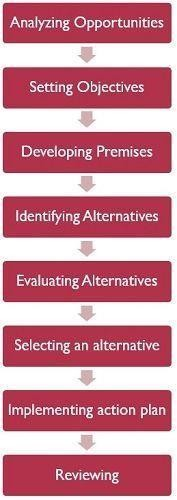 Analyzing Opportunities
Setting Objectives
Developing Premises
Identifying Alternatives
Evaluating Alternatives
Selecting an alternative
Implementing action plan
Reviewing